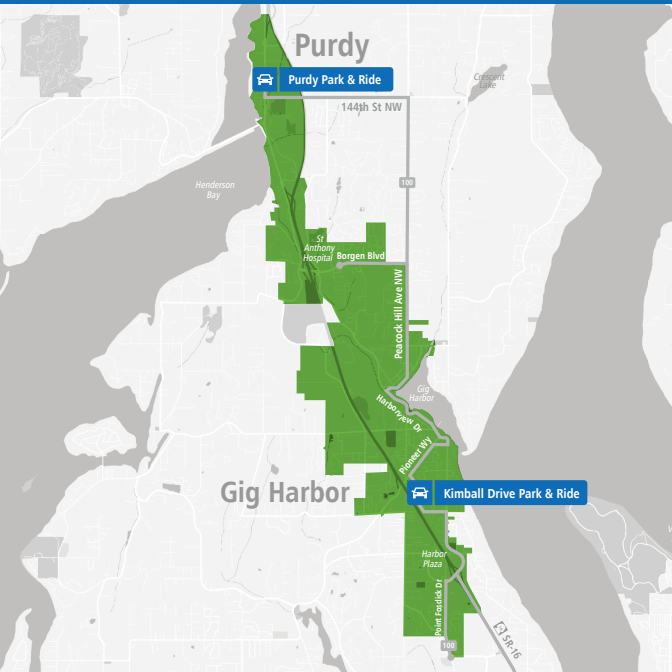 Purdy
Purdy Park & Ride
Crescent
Lake
144th St NW
100
Henderson
Bay
St
Anthony
Hospital
Borgen Blvd
Peacock Hill Ave NW
Gig
Harbor
Harborview Dr
Pioneer Wy
Gig Harbor
Kimball Drive Park & Ride
Harbor
Plaza
Point Fosdick Dr
100
SR-16